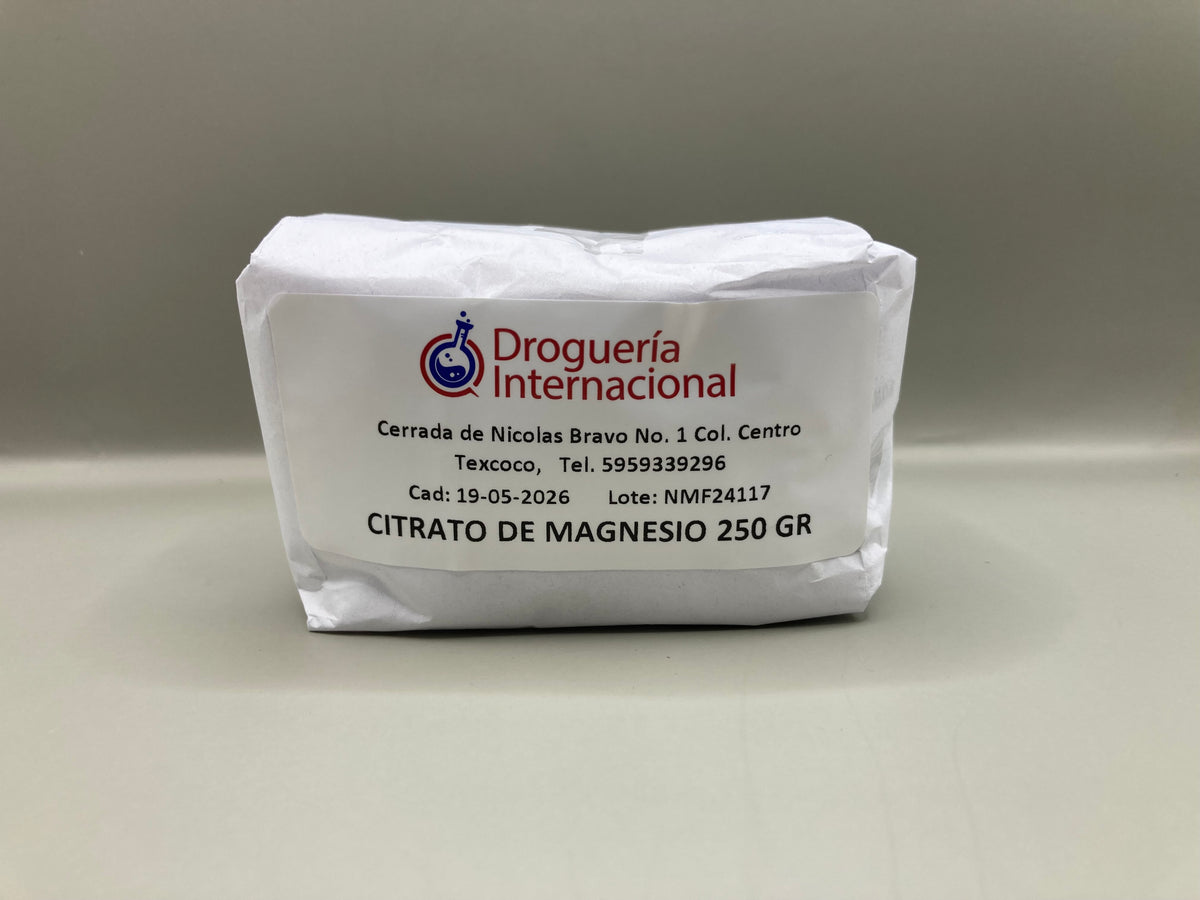 Droguería
Internacional
Cerrada de Nicolas Bravo No. 1 Col. Centro
Texcoco, Tel. 5959339296
Cad: 19-05-2026 Lote: NMF24117
CITRATO DE MAGNESIO 250 GR